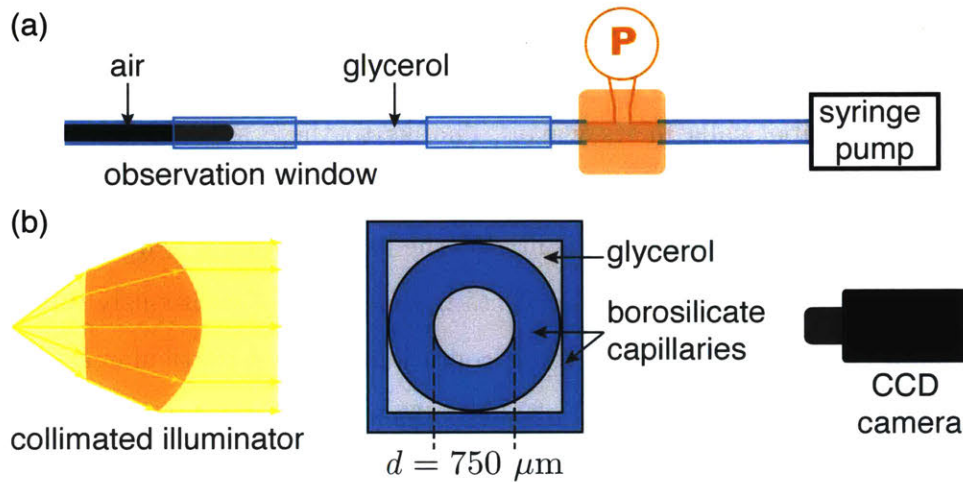 (a)
P
air
glycerol
syringe
pump
observation window
(b)
glycerol
borosilicate
capillaries
CCD
camera
collimated illuminator
d = 750 μm